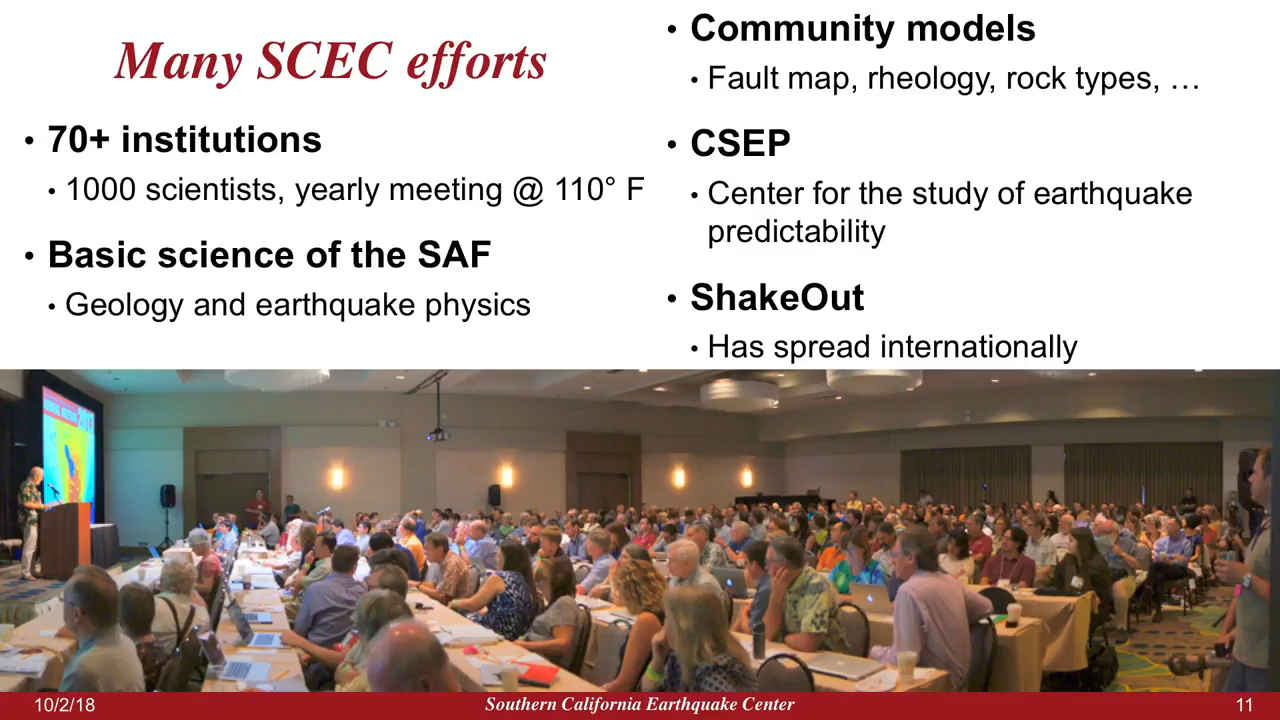 Many SCEC efforts
• 70+ institutions
• 1000 scientists, yearly meeting @ 110° F
• Basic science of the SAF
• Geology and earthquake physics
• Community models
• Fault map, rheology, rock types, …
• CSEP
• Center for the study of earthquake
predictability
• ShakeOut
• Has spread internationally
10/2/18
Southern California Earthquake Center
11